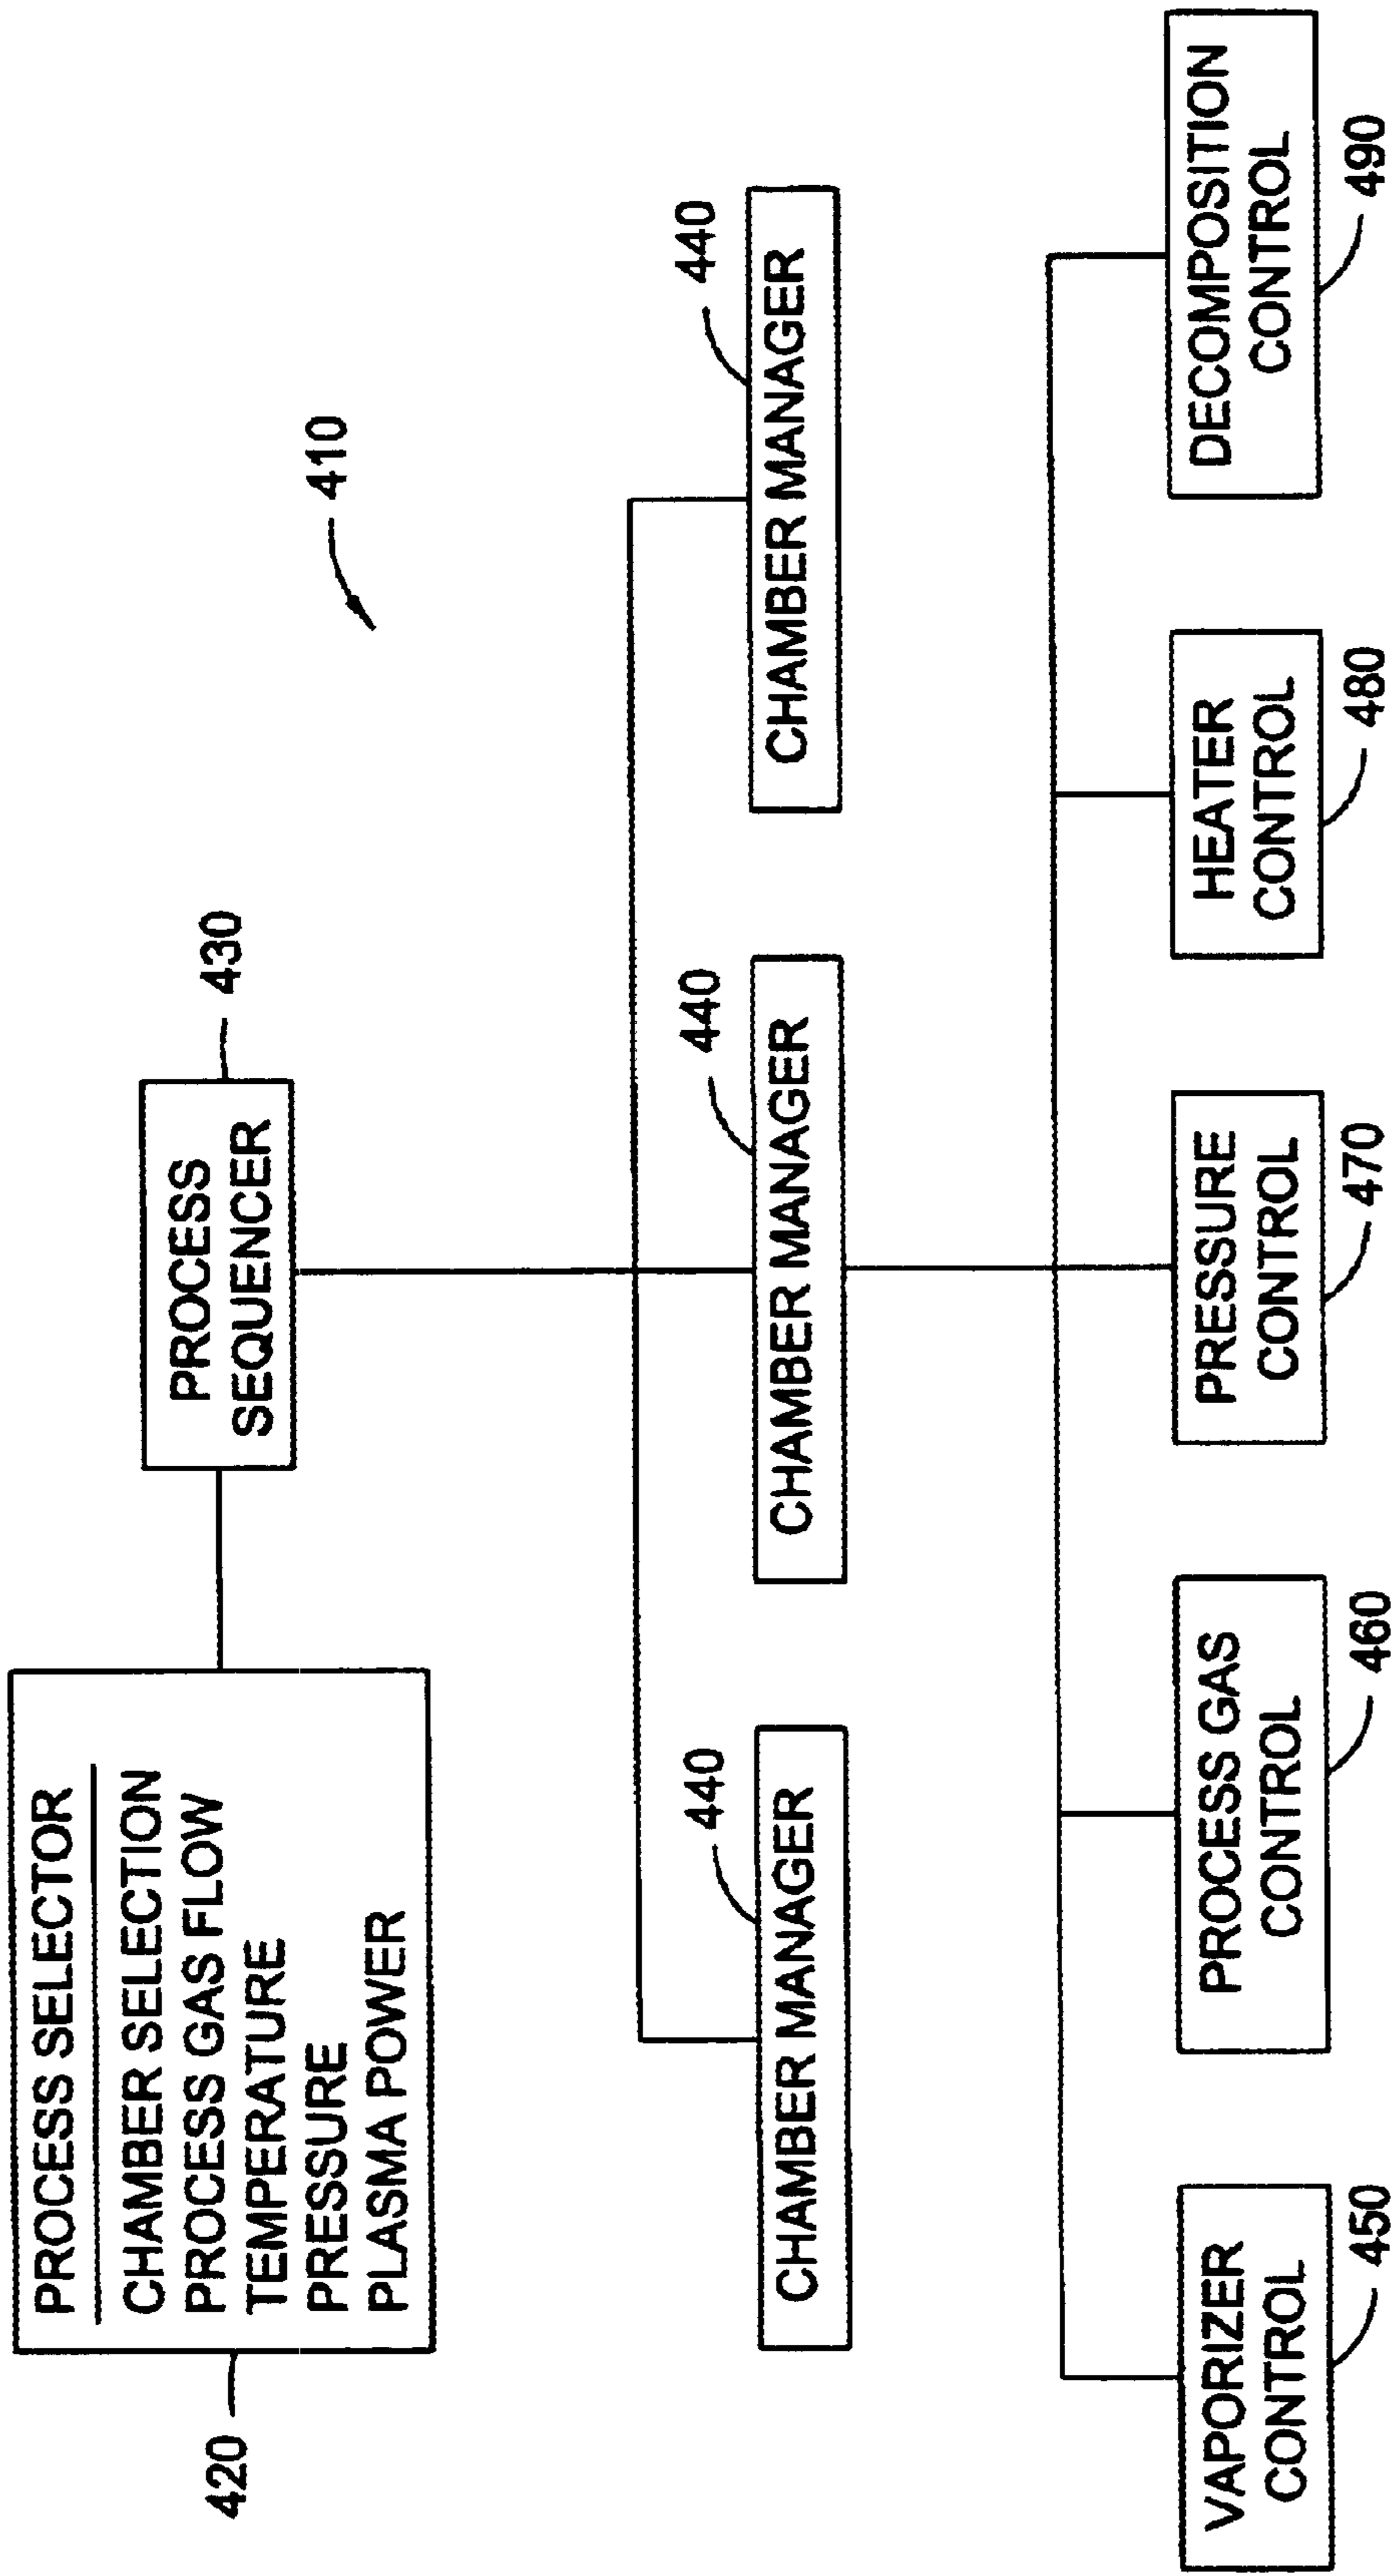 PROCESS SELECTOR
CHAMBER SELECTION
PROCESS GAS FLOW
TEMPERATURE
PRESSURE
PLASMA POWER
420
PROCESS
SEQUENCER
430
410
440
CHAMBER MANAGER
440
CHAMBER MANAGER
440
CHAMBER MANAGER
VAPORIZER
CONTROL
450
PROCESS GAS
CONTROL
460
PRESSURE
CONTROL
470
HEATER
CONTROL
480
DECOMPOSITION
CONTROL
490